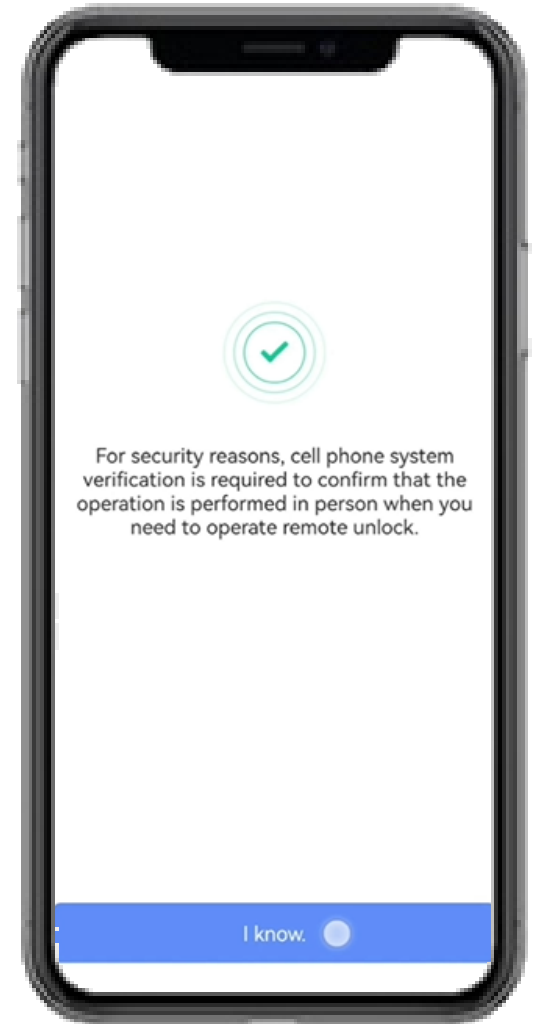 For security reasons, cell phone system
verification is required to confirm that the
operation is performed in person when you
need to operate remote unlock.
I know.